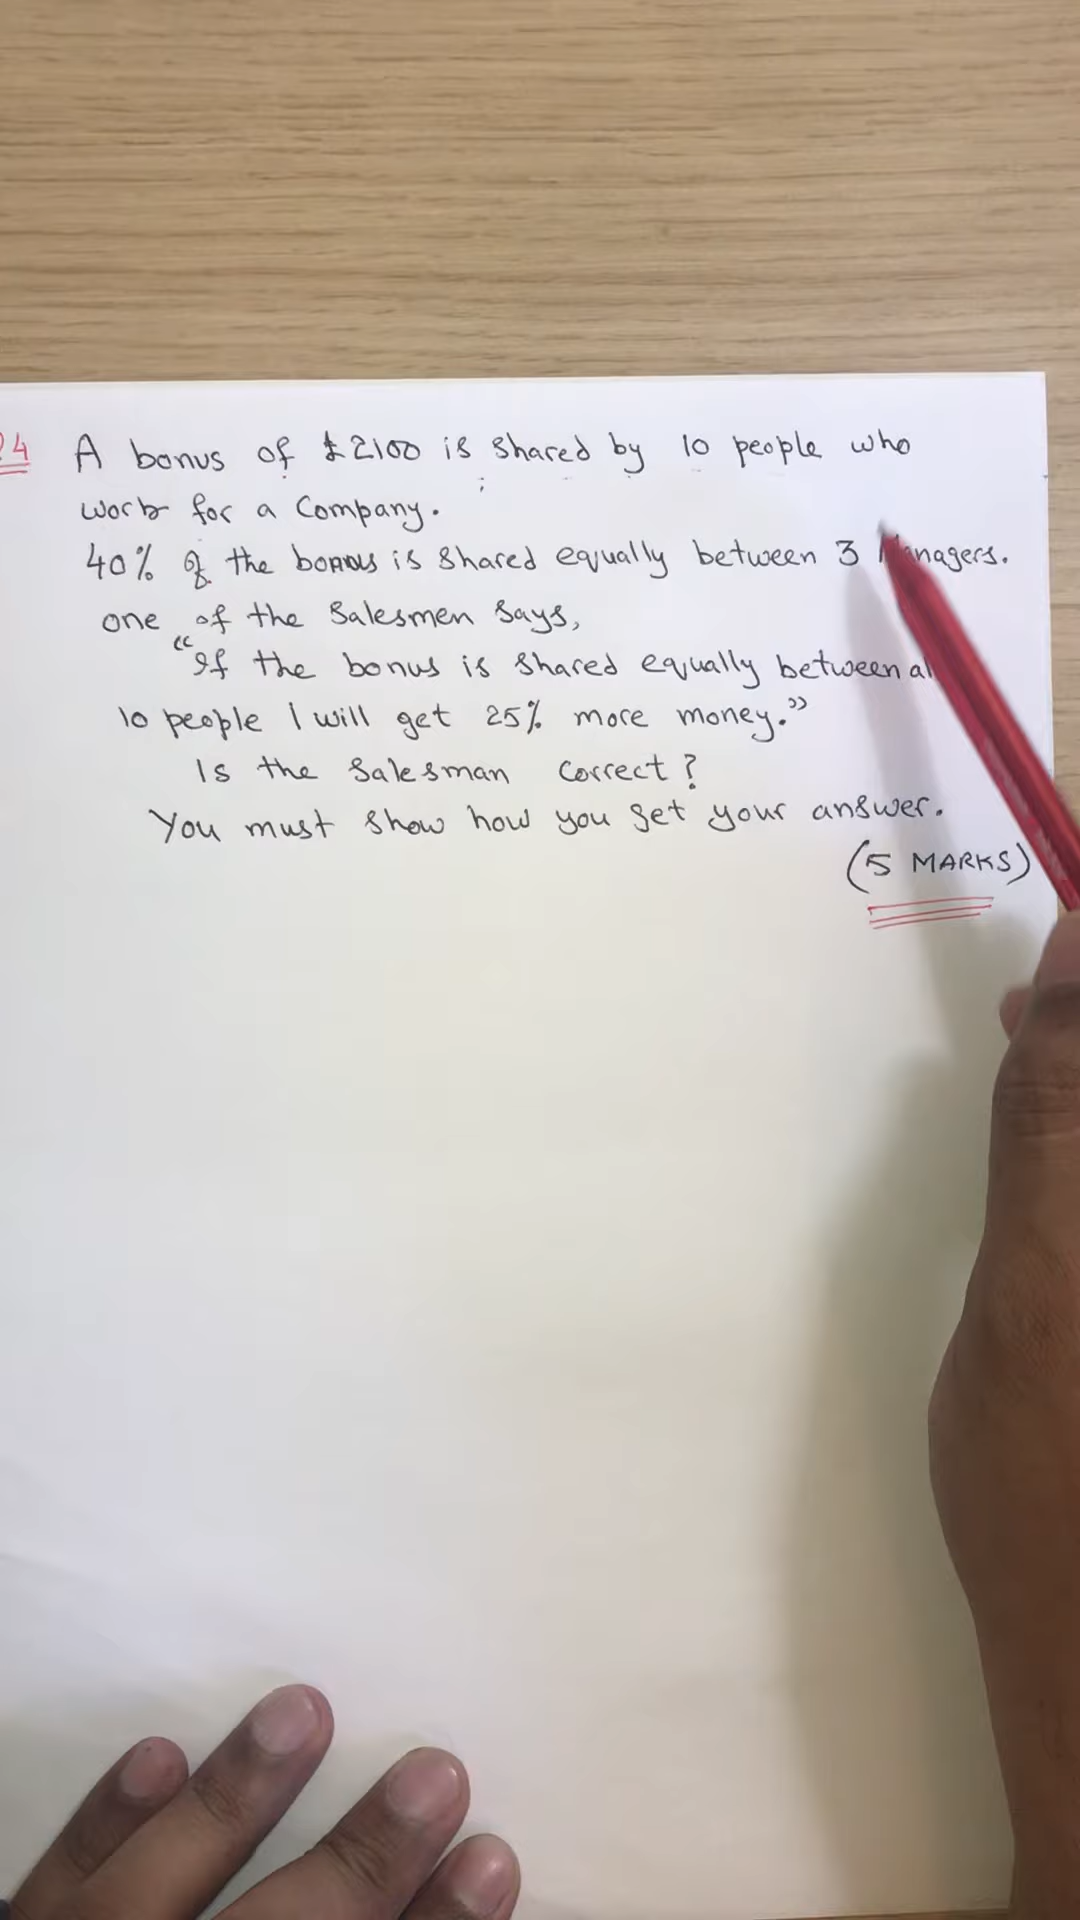 24 A bonus of £2100 is shared by 10 people who
work for a company.
40% of the bonus is shared equally between 3 Managers.
one of the salesmen says,
"If the bonus is shared equally between
10 people I will get 25% more money."
Is the Salesman correct?
You must show how you get your answer.
(5 MARKS)